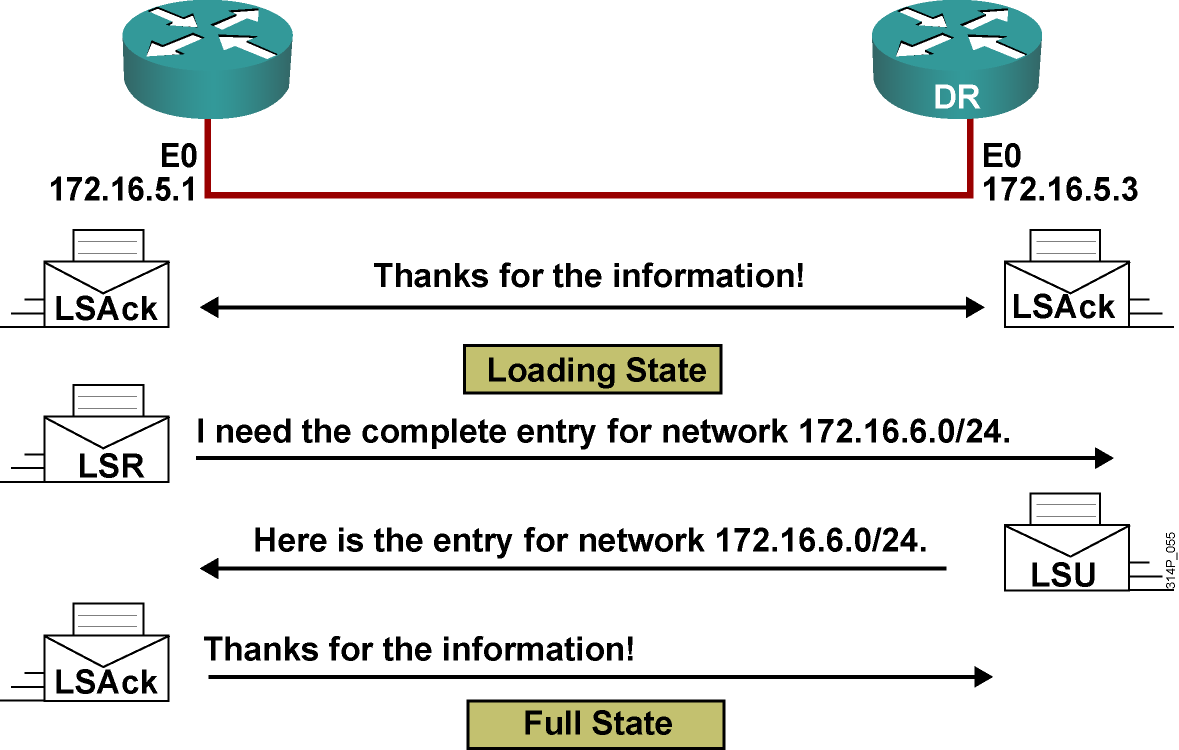 DR
E0
172.16.5.1
E0
172.16.5.3
Thanks for the information!
LSAck
LSAck
Loading State
I need the complete entry for network 172.16.6.0/24.
LSR
Here is the entry for network 172.16.6.0/24.
LSU
314P_055
Thanks for the information!
LSAck
Full State